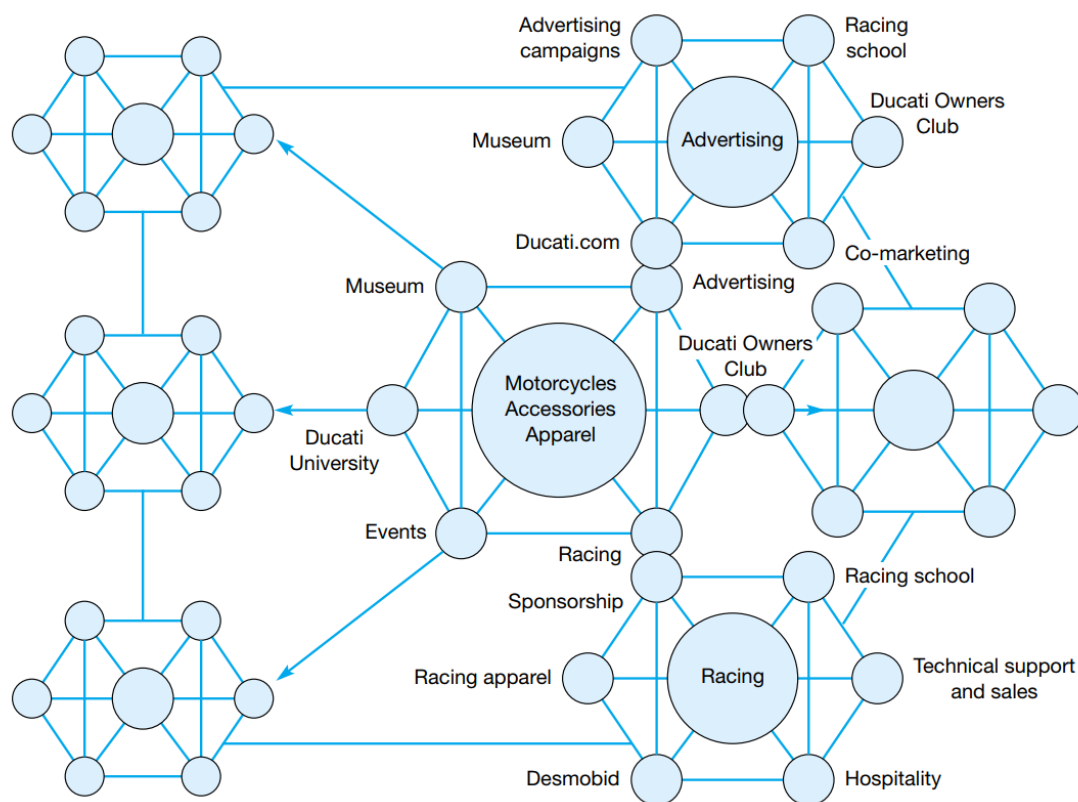 Advertising
campaigns
Racing
school
Museum
Advertising
Ducati Owners
Club
Ducati.com
Co-marketing
Museum
Advertising
Ducati Owners
Club
Motorcycles
Accessories
Apparel
Ducati
University
Events
Racing
Sponsorship
Racing school
Racing apparel
Racing
Technical support
and sales
Desmobid
Hospitality